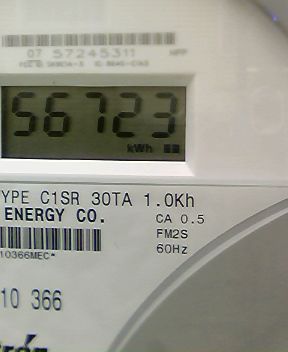 07 57245311
56723
kWh
YPE C1SR 30TA 1.0Kh
ENERGY CO.
CA 0.5
FM2S
60Hz
10366MEC*
10 366
trón